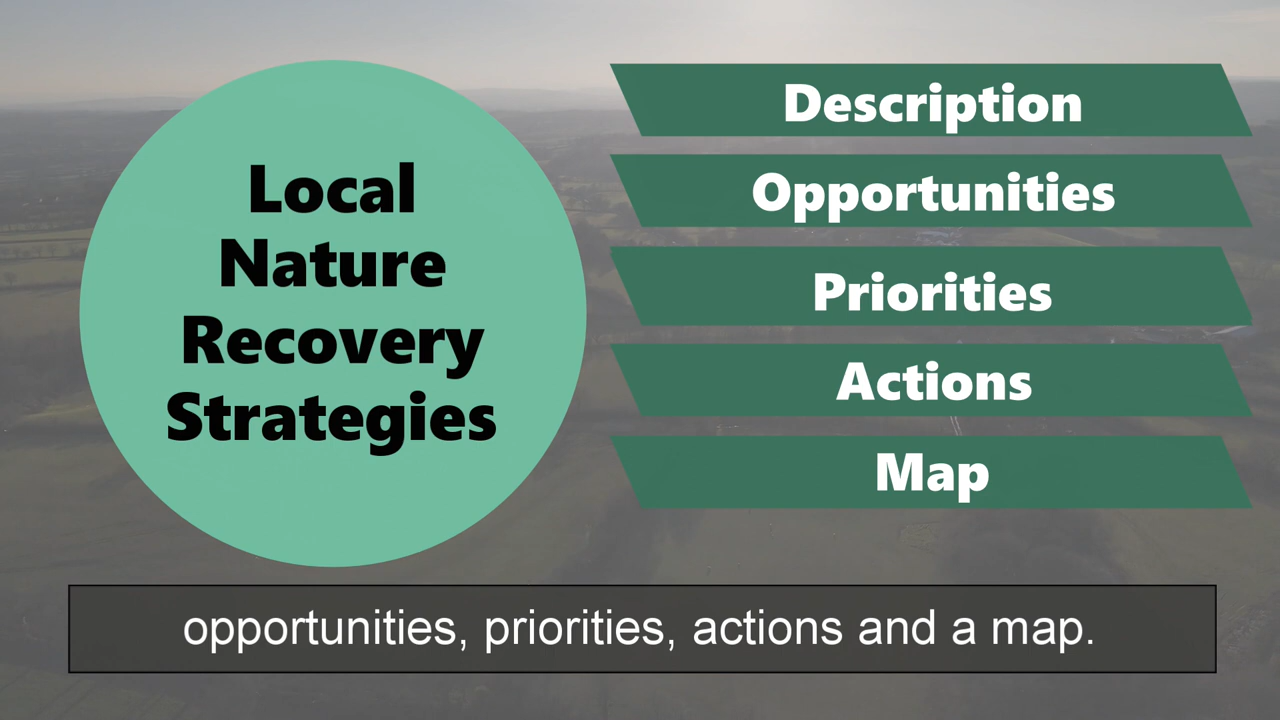 Local
Nature
Recovery
Strategies
Description
Opportunities
Priorities
Actions
Map
opportunities, priorities, actions and a map.